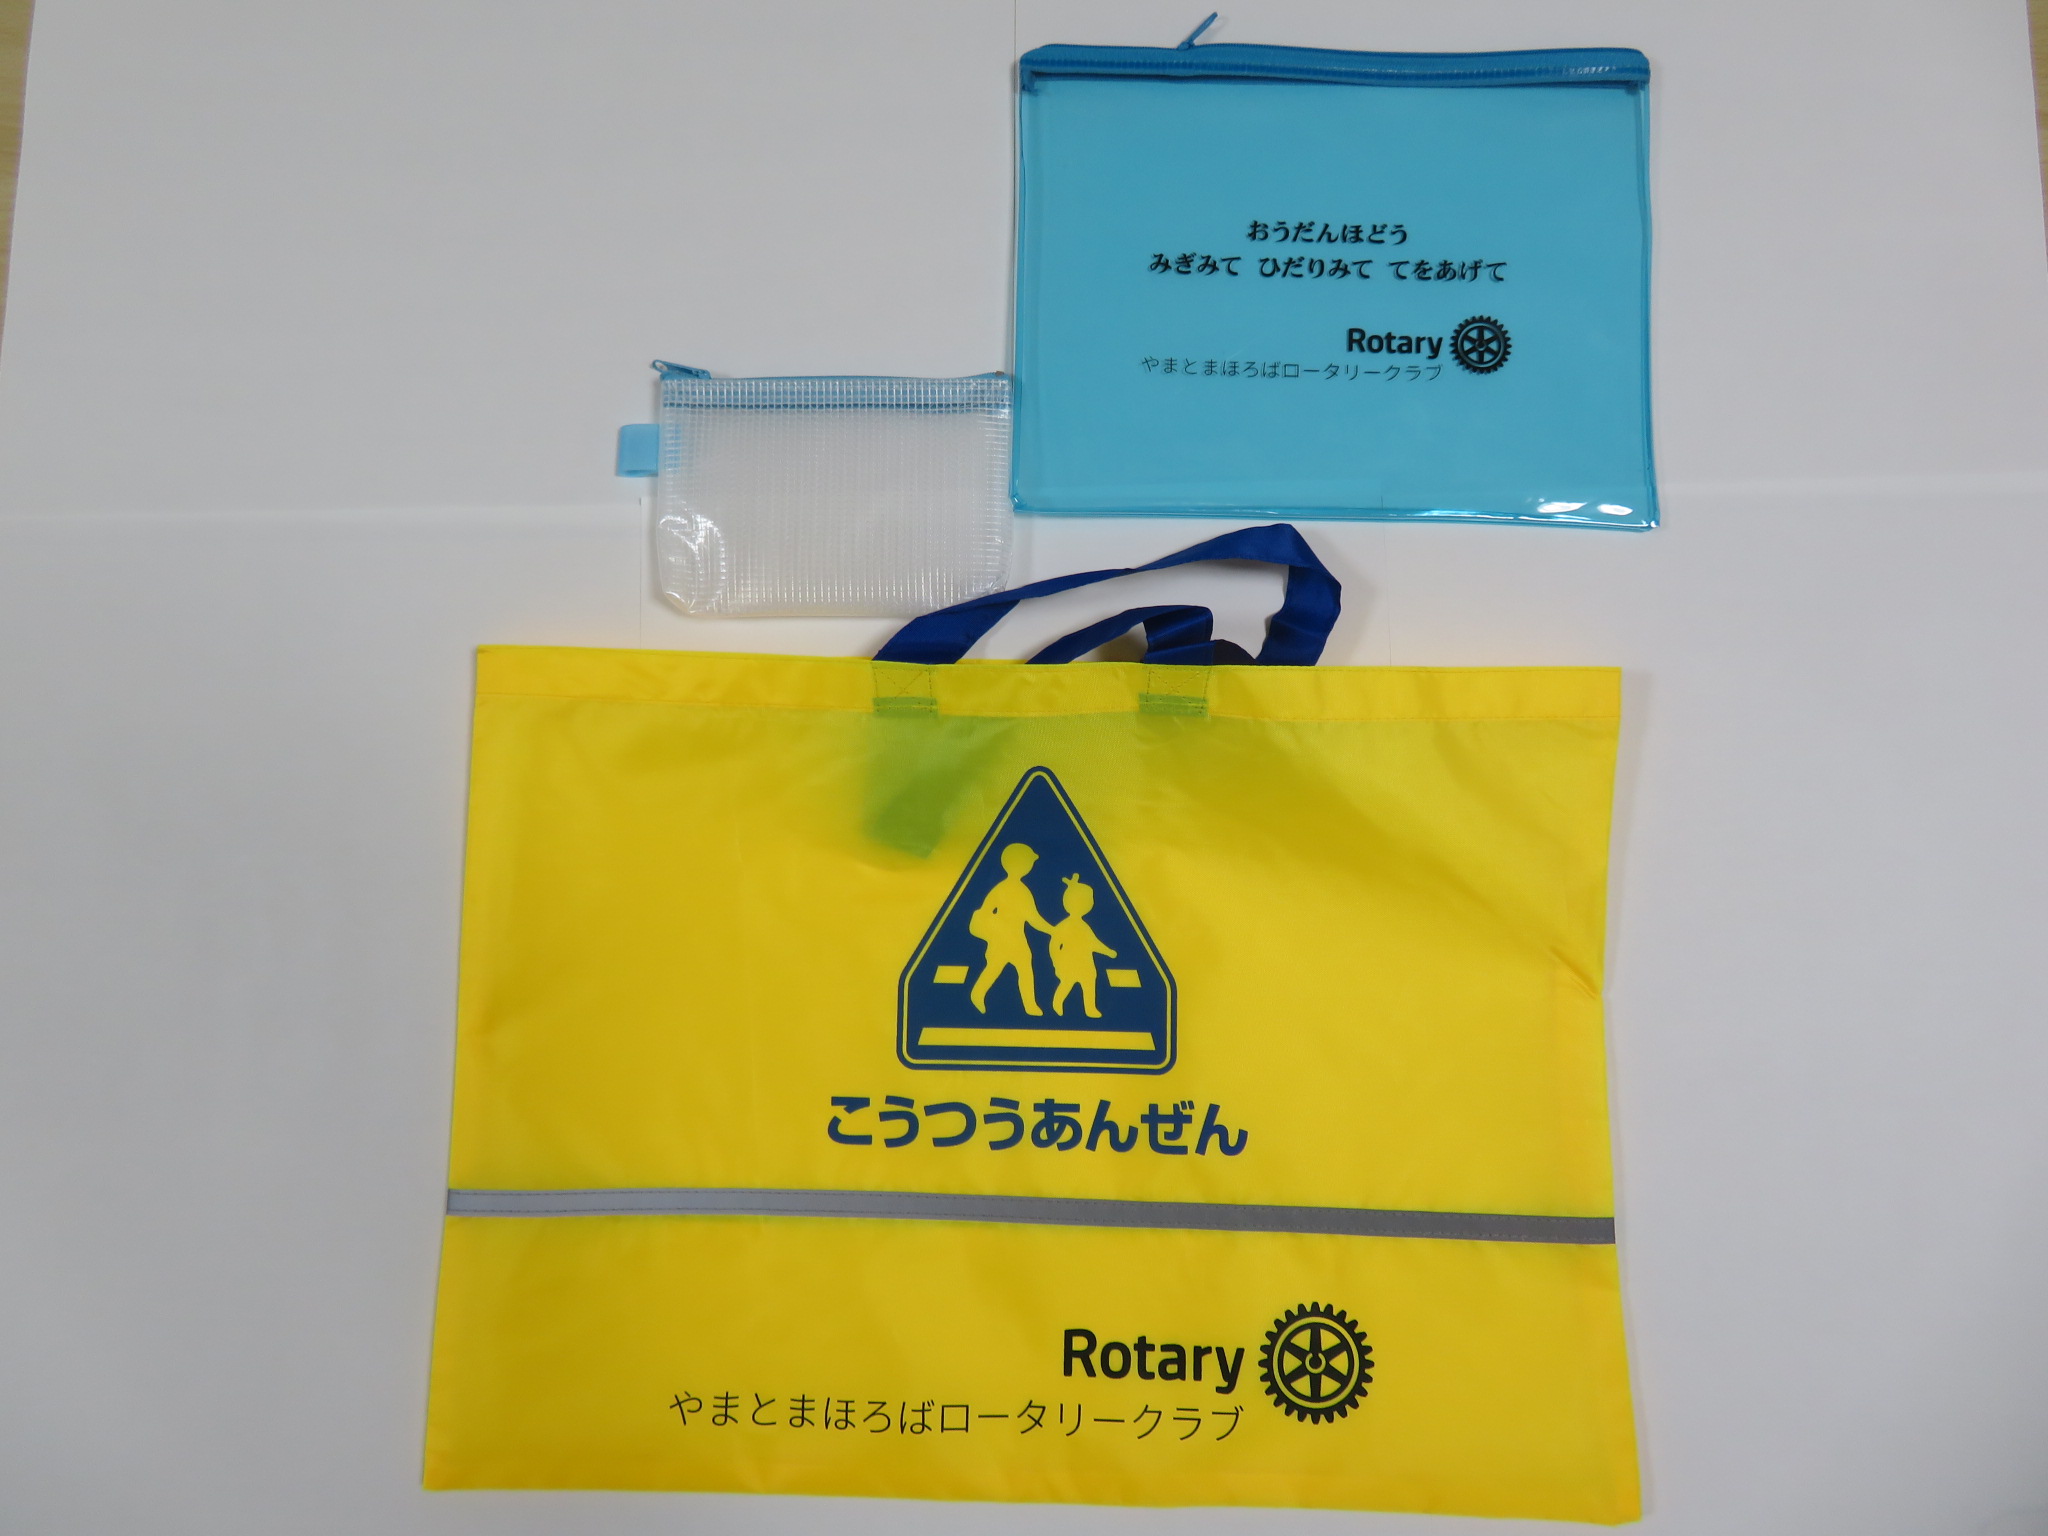 おうだんほどう
みぎみて ひだりみて てをあげて
Rotary
やまとまほろばロータリークラブ
こうつうあんぜん
Rotary
やまとまほろばロータリークラブ